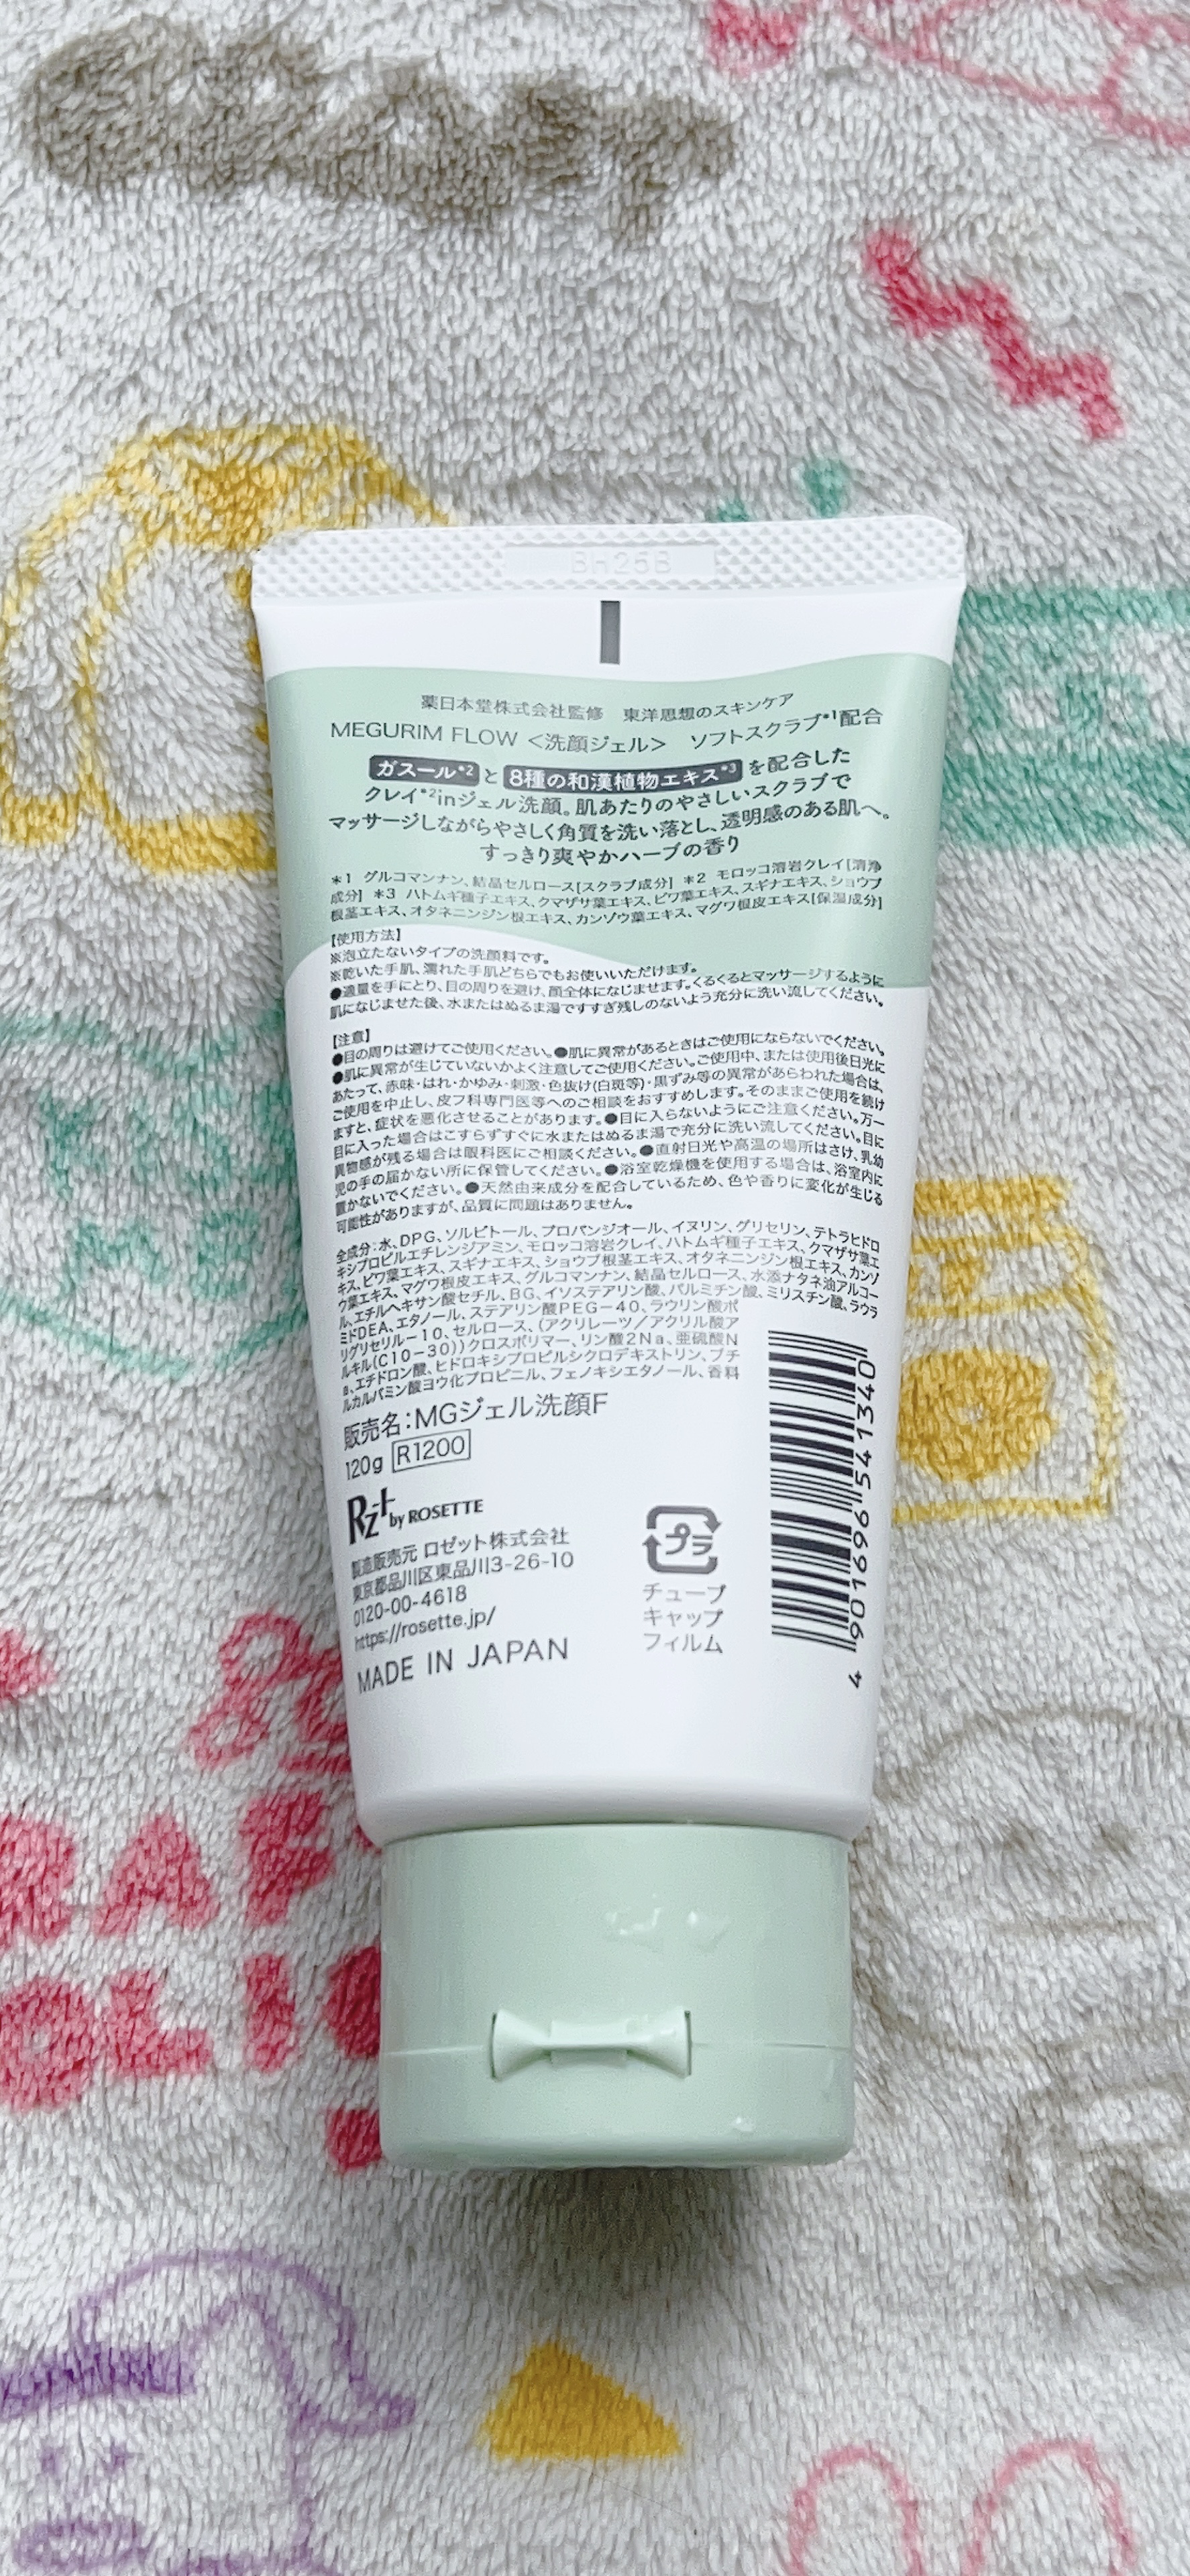 BH25B
薬日本堂株式会社監修 東洋思想のスキンケア
MEGURIM FLOW <洗顔ジェル> ソフトスクラブ*1配合
ガスール*2 と 8種の和漢植物エキス*3 を配合した
クレイ*2inジェル洗顔。肌あたりのやさしいスクラブで
マッサージしながらやさしく角質を洗い落とし、透明感のある肌へ。
すっきり爽やかハーブの香り
*1 グルコマンナン、結晶セルロース[スクラブ成分] *2 モロッコ溶岩クレイ[清浄
成分] *3 ハトムギ種子エキス、クマザサ葉エキス、ビワ葉エキス、スギナエキス、ショウブ
根茎エキス、オタネニンジン根エキス、カンゾウ葉エキス、マグワ根皮エキス[保湿成分]
【使用方法】
※泡立たないタイプの洗顔料です。
※乾いた手肌、濡れた手肌どちらでもお使いいただけます。
●適量を手にとり、目の周りを避け、顔全体になじませます。くるくるとマッサージするように
肌になじませた後、水またはぬるま湯ですすぎ残しのないよう充分に洗い流してください。
【注意】
●目の周りは避けてご使用ください。●肌に異常があるときはご使用にならないでください。
●肌に異常が生じていないかよく注意してご使用ください。ご使用中、または使用後日光に
あたって、赤味・はれ・かゆみ・刺激・色抜け(白斑等)・黒ずみ等の異常があらわれた場合は、
ご使用を中止し、皮フ科専門医等へのご相談をおすすめします。そのままご使用を続け
ますと、症状を悪化させることがあります。●目に入らないようにご注意ください。万一
目に入った場合はこすらずすぐに水またはぬるま湯で充分に洗い流してください。目に
異物感が残る場合は眼科医にご相談ください。●直射日光や高温の場所はさけ、乳幼
児の手の届かない所に保管してください。●浴室乾燥機を使用する場合は、浴室内に
置かないでください。●天然由来成分を配合しているため、色や香りに変化が生じる
可能性がありますが、品質に問題はありません。
全成分:水、DPG、ソルビトール、プロパンジオール、イヌリン、グリセリン、テトラヒドロ
キシプロピルエチレンジアミン、モロッコ溶岩クレイ、ハトムギ種子エキス、クマザサ葉エ
キス、ビワ葉エキス、スギナエキス、ショウブ根茎エキス、オタネニンジン根エキス、カンゾ
ウ葉エキス、マグワ根皮エキス、グルコマンナン、結晶セルロース、水添ナタネ油アルコー
ル、エチルヘキサン酸セチル、BG、イソステアリン酸、パルミチン酸、ミリスチン酸、ラウラ
ミドDEA、エタノール、ステアリン酸PEG-40、ラウリン酸ポ
リグリセリル-10、セルロース、(アクリレーツ/アクリル酸ア
ルキル(C10-30))クロスポリマー、リン酸2Na、亜硫酸N
a、エチドロン酸、ヒドロキシプロピルシクロデキストリン、ブチ
ルカルバミン酸ヨウ化プロピニル、フェノキシエタノール、香料
販売名:MGジェル洗顔F
120g R1200
Rz+ by ROSETTE
製造販売元 ロゼット株式会社
東京都品川区東品川3-26-10
0120-00-4618
https://rosette.jp/
MADE IN JAPAN
プラ
チューブ
キャップ
フィルム
4 901696 541340